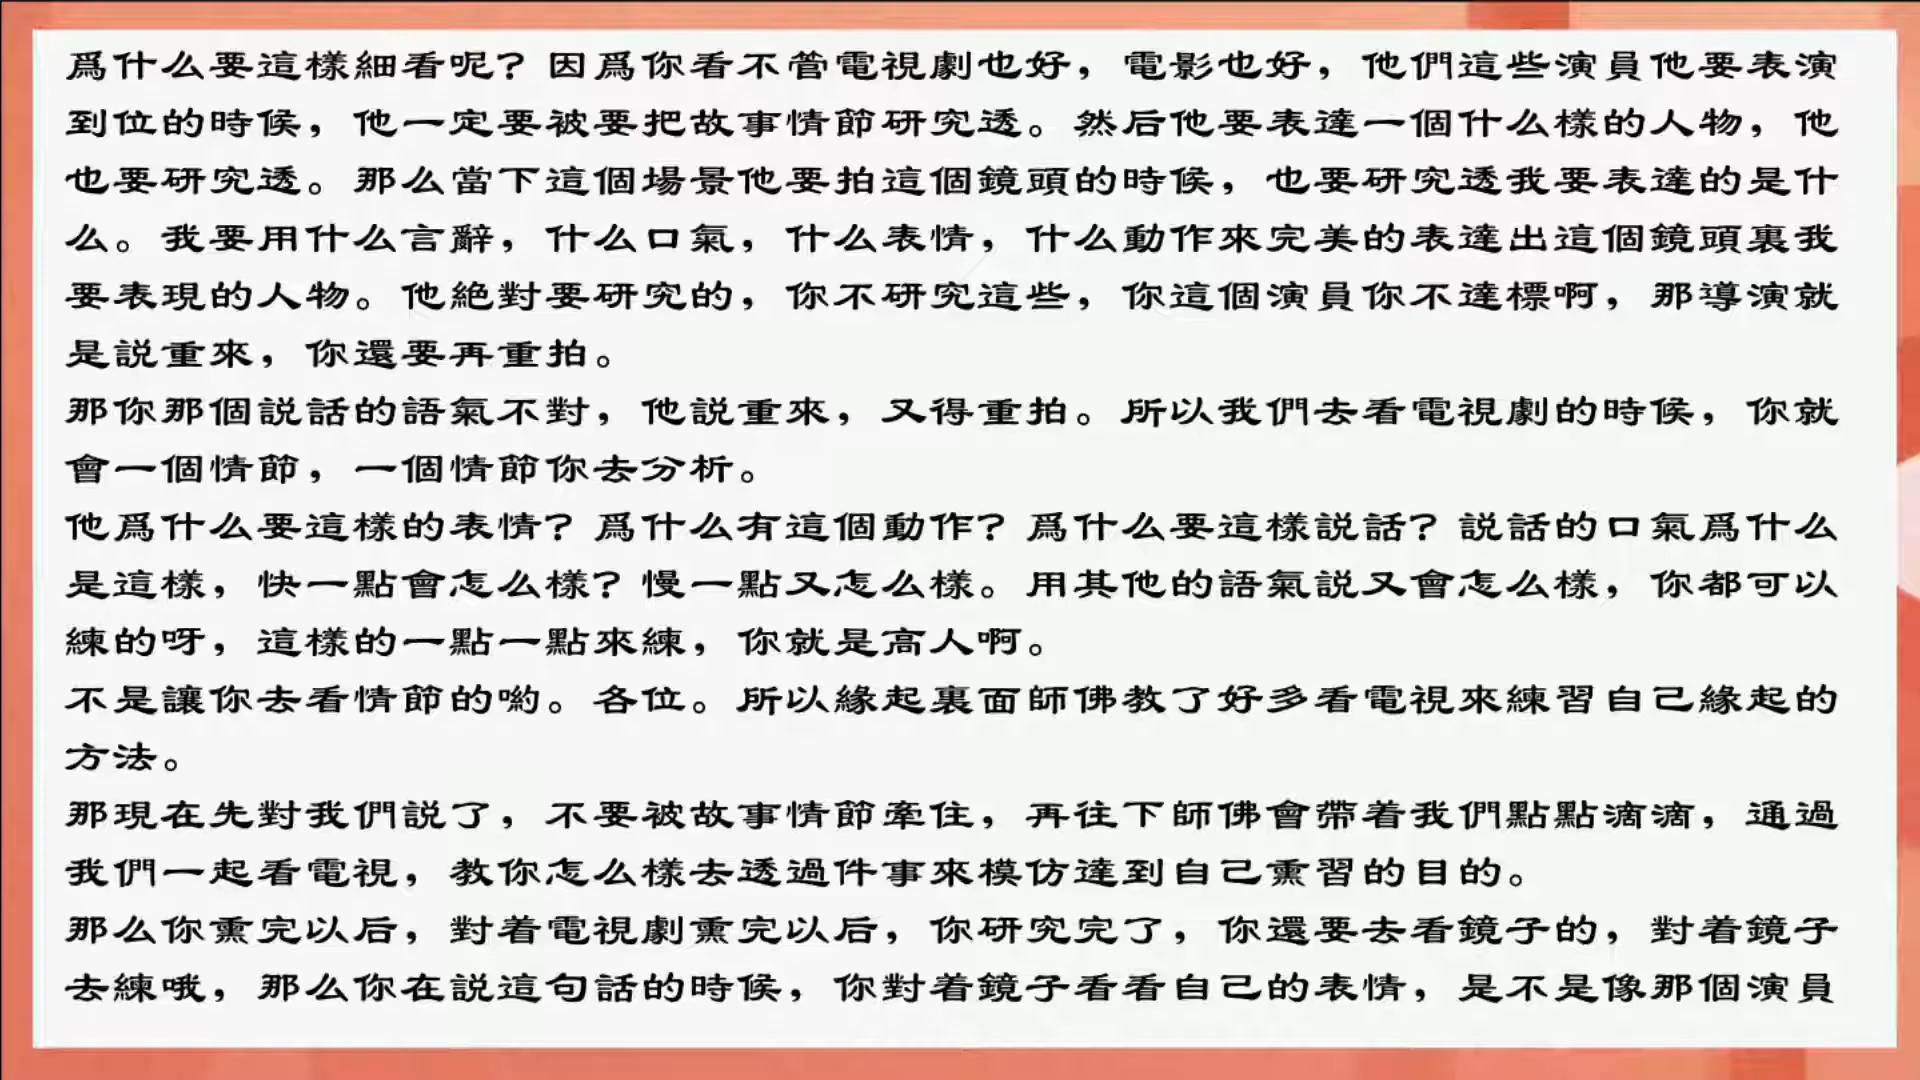 爲什么要這樣細看呢？因爲你看不管電視劇也好，電影也好，他們這些演員他要表演
到位的時候，他一定要被要把故事情節研究透。然后他要表達一個什么樣的人物，他
也要研究透。那么當下這個場景他要拍這個鏡頭的時候，也要研究透我要表達的是什
么。我要用什么言辭，什么口氣，什么表情，什么動作來完美的表達出這個鏡頭裏我
要表現的人物。他絶對要研究的，你不研究這些，你這個演員你不達標啊，那導演就
是説重來，你還要再重拍。
那你那個説話的語氣不對，他説重來，又得重拍。所以我們去看電視劇的時候，你就
會一個情節，一個情節你去分析。
他爲什么要這樣的表情？爲什么有這個動作？爲什么要這樣説話？説話的口氣爲什么
是這樣，快一點會怎么樣？慢一點又怎么樣。用其他的語氣説又會怎么樣，你都可以
練的呀，這樣的一點一點來練，你就是高人啊。
不是讓你去看情節的喲。各位。所以緣起裏面師佛教了好多看電視來練習自己緣起的
方法。
那現在先對我們説了，不要被故事情節牽住，再往下師佛會帶着我們點點滴滴，通過
我們一起看電視，教你怎么樣去透過件事來模仿達到自己熏習的目的。
那么你熏完以后，對着電視劇熏完以后，你研究完了，你還要去看鏡子的，對着鏡子
去練哦，那么你在説這句話的時候，你對着鏡子看看自己的表情，是不是像那個演員